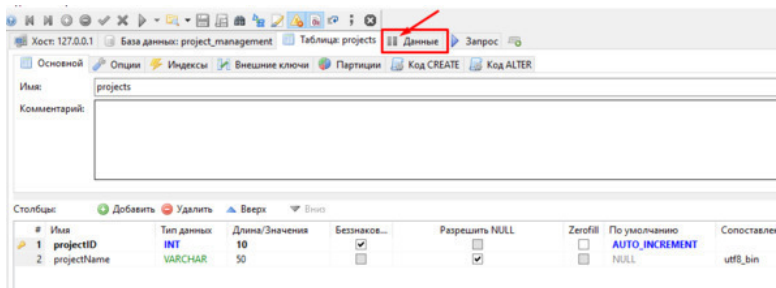 Хост: 127.0.0.1 База данных: project_management Таблица: projects Данные Запрос
Основной Опции Индексы Внешние ключи Партиции Код CREATE Код ALTER
Имя: projects
Комментарий:
Столбцы: Добавить Удалить Вверх Вниз
# Имя Тип данных Длина/Значения Беззнаков... Разрешить NULL Zerofill По умолчанию Сопоставле
1 projectID INT 10 AUTO_INCREMENT
2 projectName VARCHAR 50 NULL utf8_bin